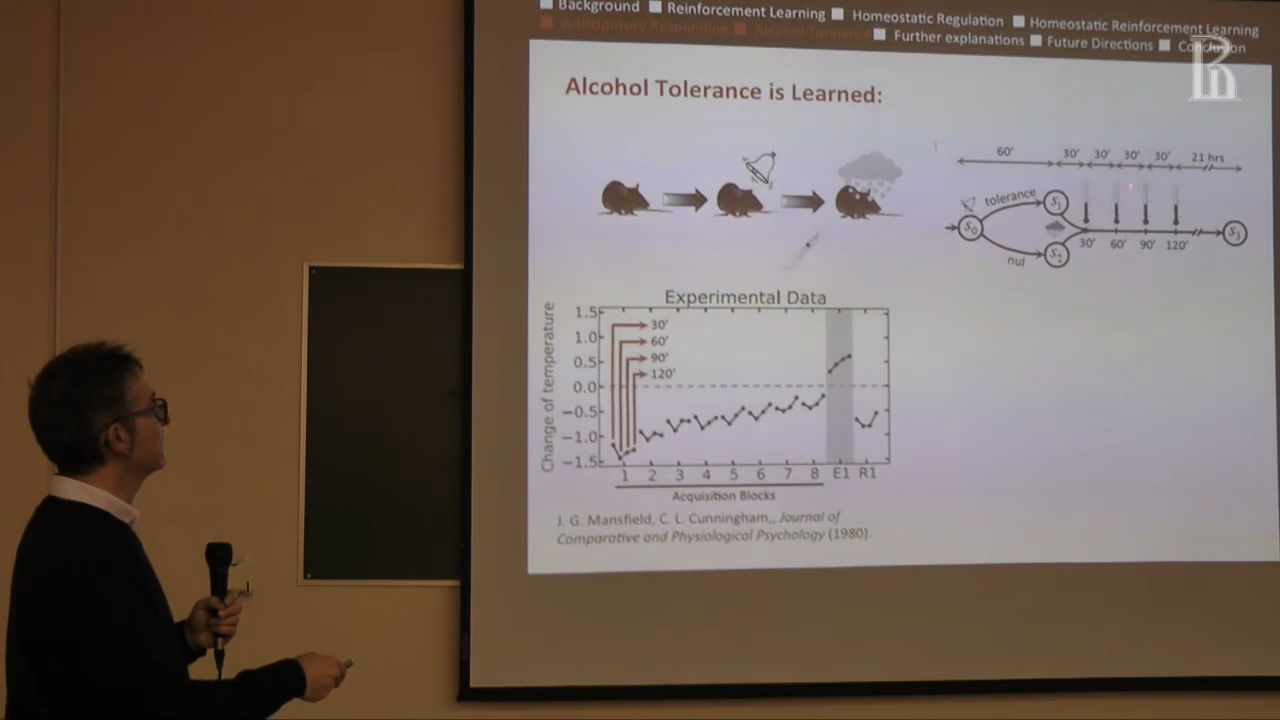 Background Reinforcement Learning Homeostatic Regulation Homeostatic Reinforcement Learning
Anticipatory Responding Alcohol Tolerance Further explanations Future Directions Conclusion
Alcohol Tolerance is Learned:
60' 30' 30' 30' 30' 21 hrs
tolerance
S0 S1 S2 S3
nul
30' 60' 90' 120'
Experimental Data
Change of temperature
1.5
1.0
0.5
0.0
−0.5
−1.0
−1.5
30'
60'
90'
120'
1 2 3 4 5 6 7 8 E1 R1
Acquisition Blocks
J. G. Mansfield, C. L. Cunningham,, Journal of
Comparative and Physiological Psychology (1980).